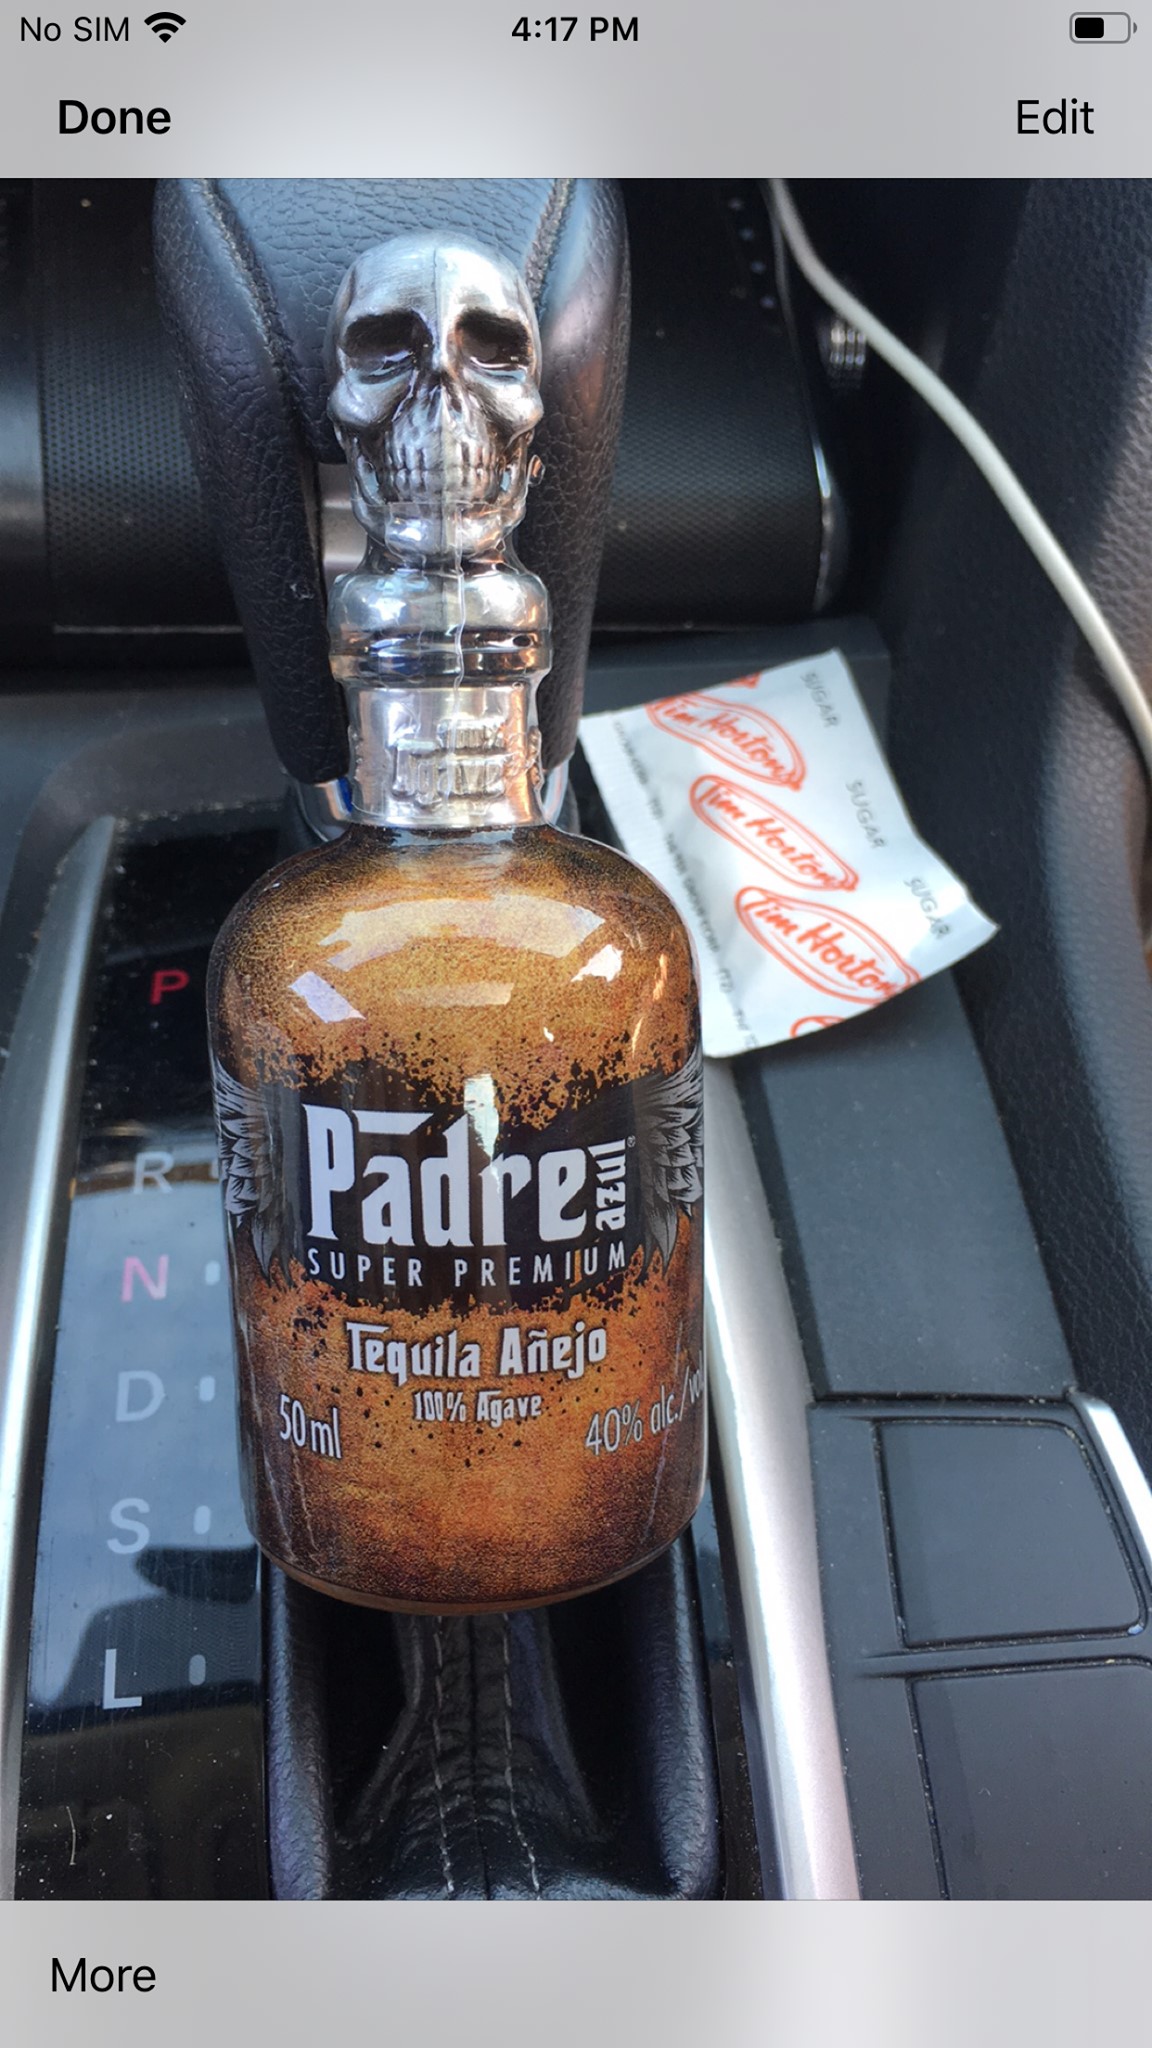 No SIM
4:17 PM
Done
Edit
SUGAR
Tim Hortons
SUGAR
Tim Hortons
SUGAR
Tim Hortons
P
R
N
D
S
L
Padre
azul®
SUPER PREMIUM
Tequila Añejo
100% Agave
50ml
40% alc./vol
More